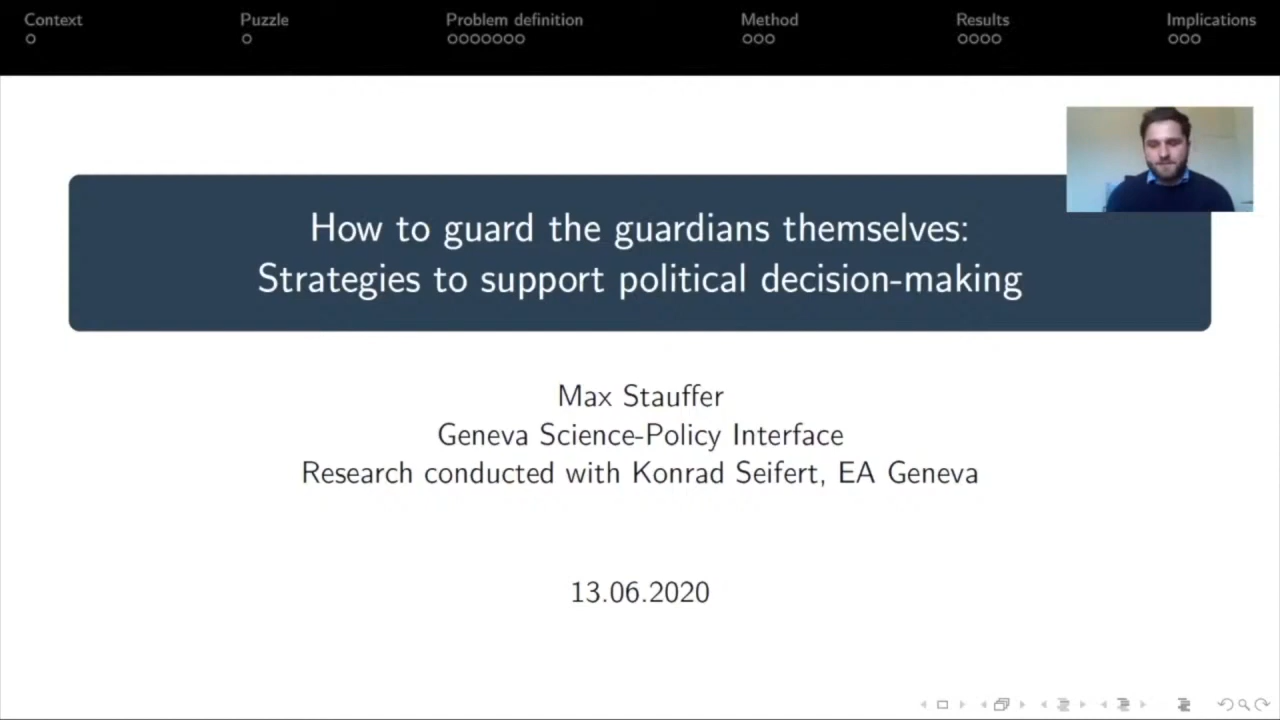 Context
Puzzle
Problem definition
Method
Results
Implications
How to guard the guardians themselves:
Strategies to support political decision-making
Max Stauffer
Geneva Science-Policy Interface
Research conducted with Konrad Seifert, EA Geneva
13.06.2020